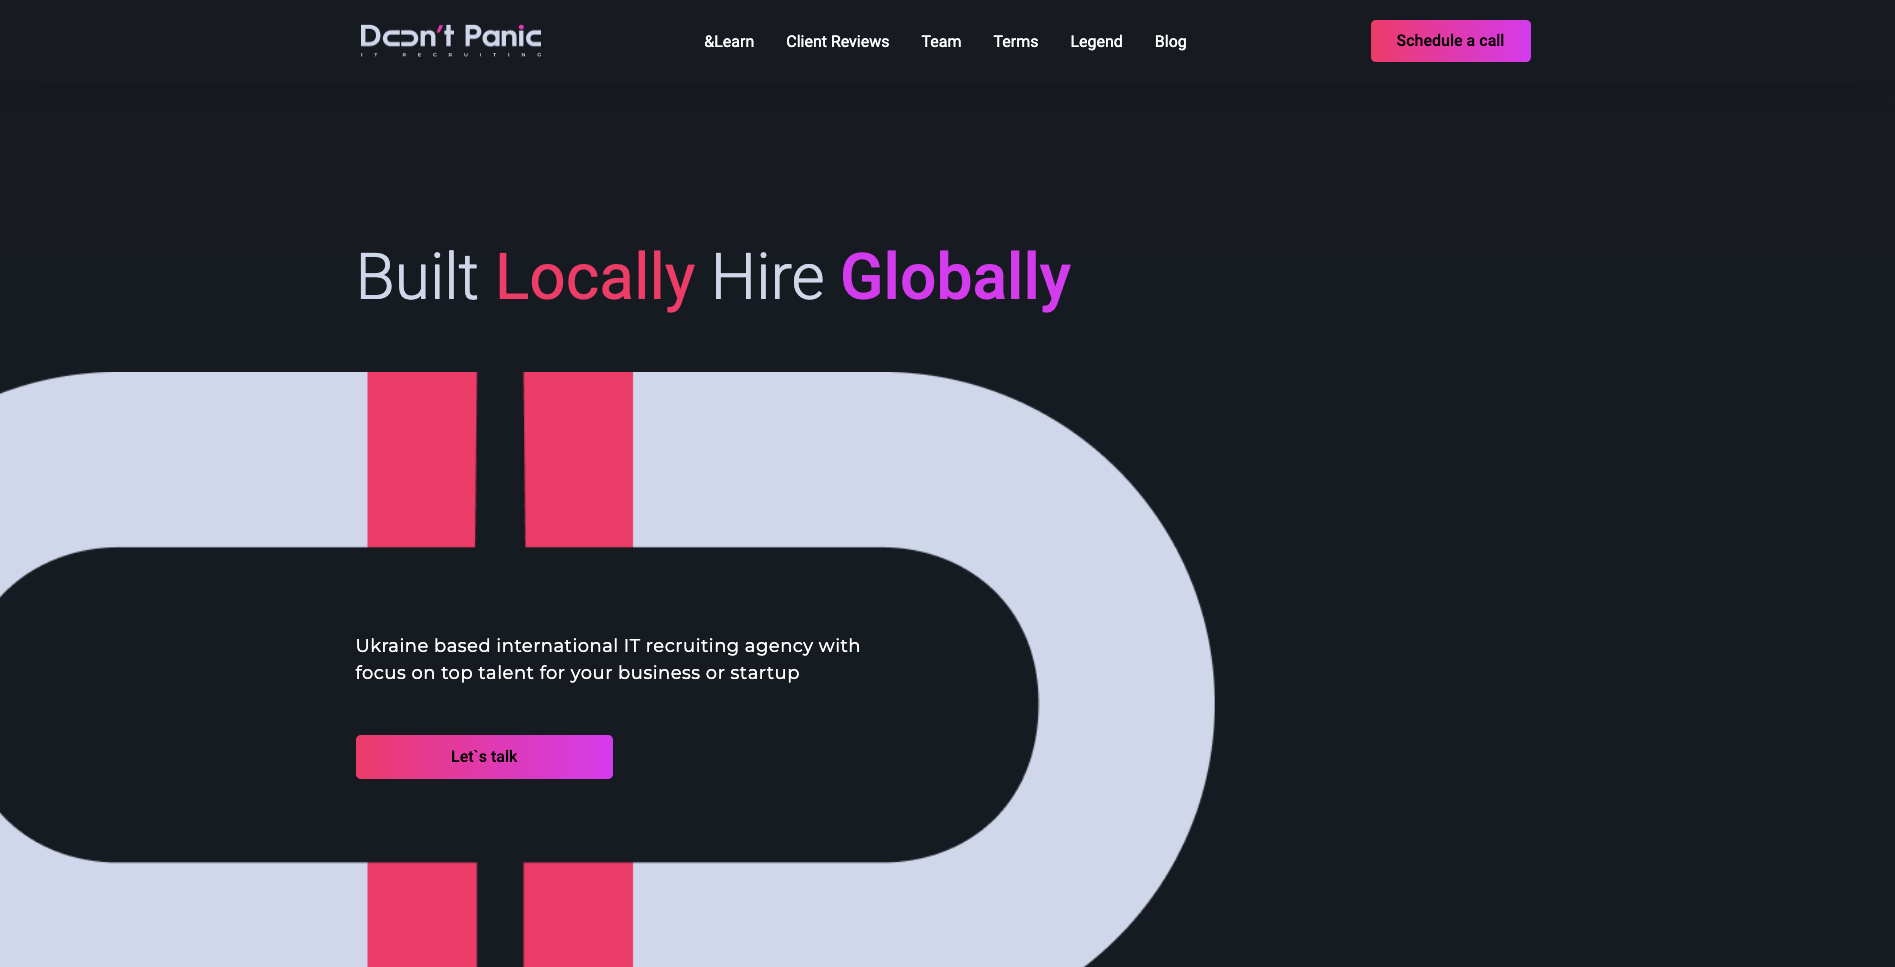 Dcon't Panic
IT RECRUITING
&Learn
Client Reviews
Team
Terms
Legend
Blog
Schedule a call
Built Locally Hire Globally
Ukraine based international IT recruiting agency with
focus on top talent for your business or startup
Let`s talk